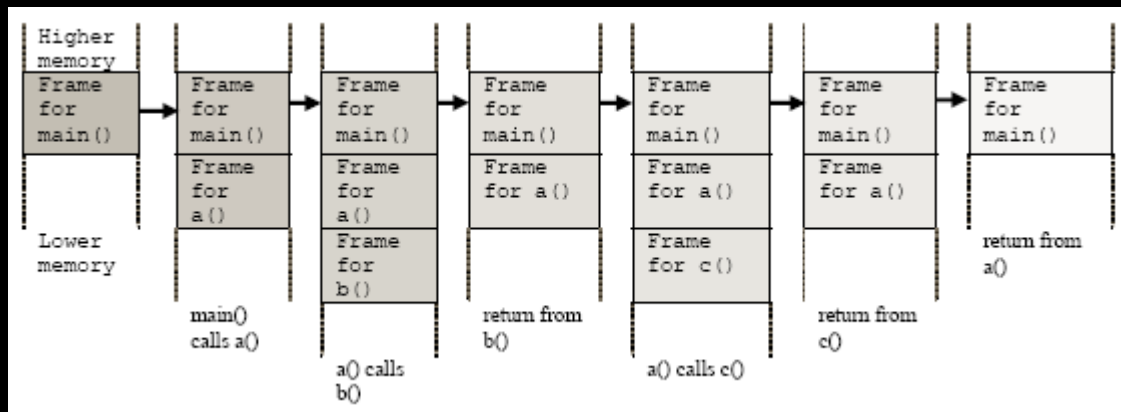 Higher
memory
Frame
for
main()
Lower
memory
Frame
for
main()
Frame
for
a()
main()
calls a()
Frame
for
main()
Frame
for
a()
Frame
for
b()
a() calls
b()
Frame
for
main()
Frame
for a()
return from
b()
Frame
for
main()
Frame
for a()
Frame
for c()
a() calls c()
Frame
for
main()
Frame
for a()
return from
c()
Frame
for
main()
return from
a()